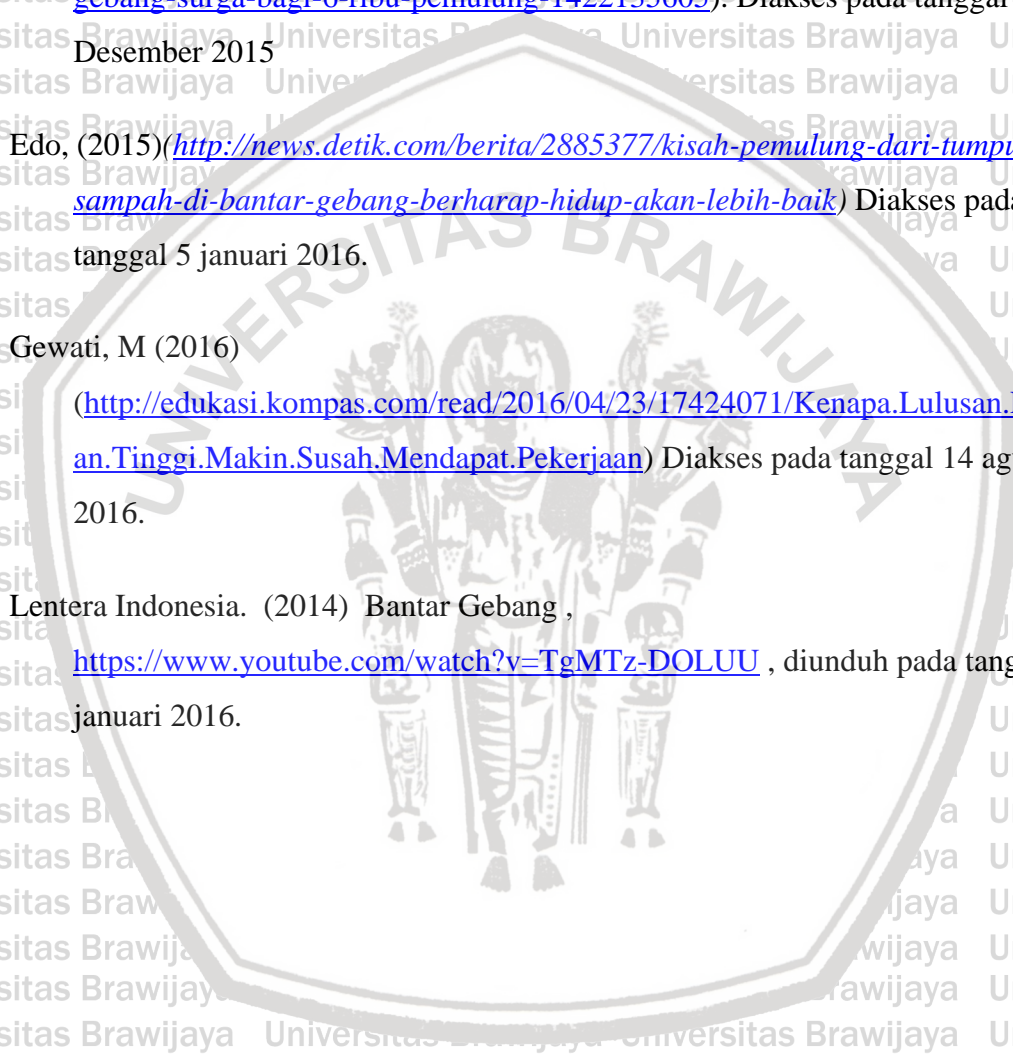 gebang-surga-bagi-6-ribu-pemulung-1422135605). Diakses pada tanggal
Desember 2015
Edo, (2015)(http://news.detik.com/berita/2885377/kisah-pemulung-dari-tumpu
sampah-di-bantar-gebang-berharap-hidup-akan-lebih-baik) Diakses pada
tanggal 5 januari 2016.
Gewati, M (2016)
(http://edukasi.kompas.com/read/2016/04/23/17424071/Kenapa.Lulusan.
an.Tinggi.Makin.Susah.Mendapat.Pekerjaan) Diakses pada tanggal 14 ag
2016.
Lentera Indonesia. (2014) Bantar Gebang ,
https://www.youtube.com/watch?v=TgMTz-DOLUU , diunduh pada tang
januari 2016.
UNIVERSITAS BRAWIJAYA